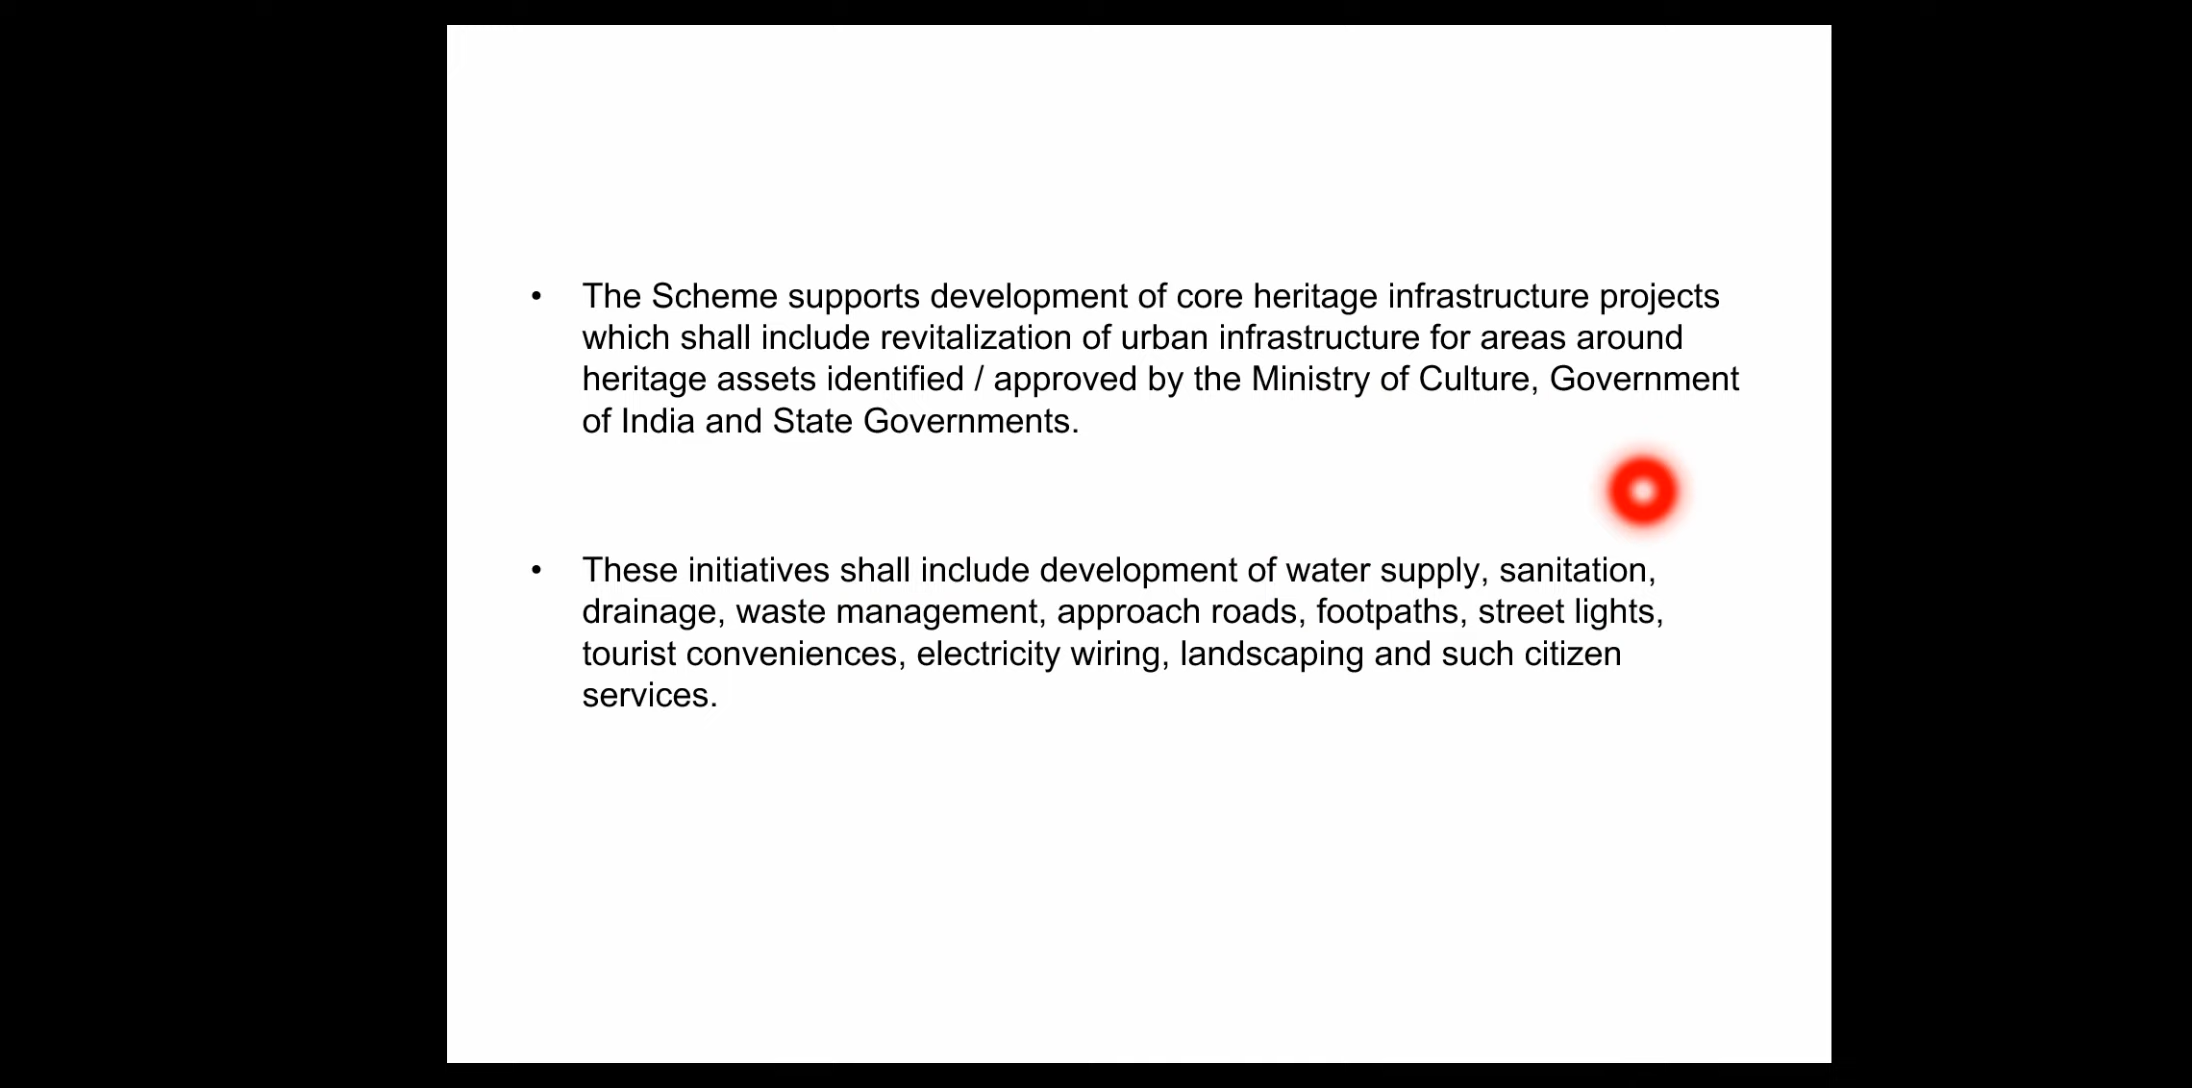 • The Scheme supports development of core heritage infrastructure projects
which shall include revitalization of urban infrastructure for areas around
heritage assets identified / approved by the Ministry of Culture, Government
of India and State Governments.
• These initiatives shall include development of water supply, sanitation,
drainage, waste management, approach roads, footpaths, street lights,
tourist conveniences, electricity wiring, landscaping and such citizen
services.